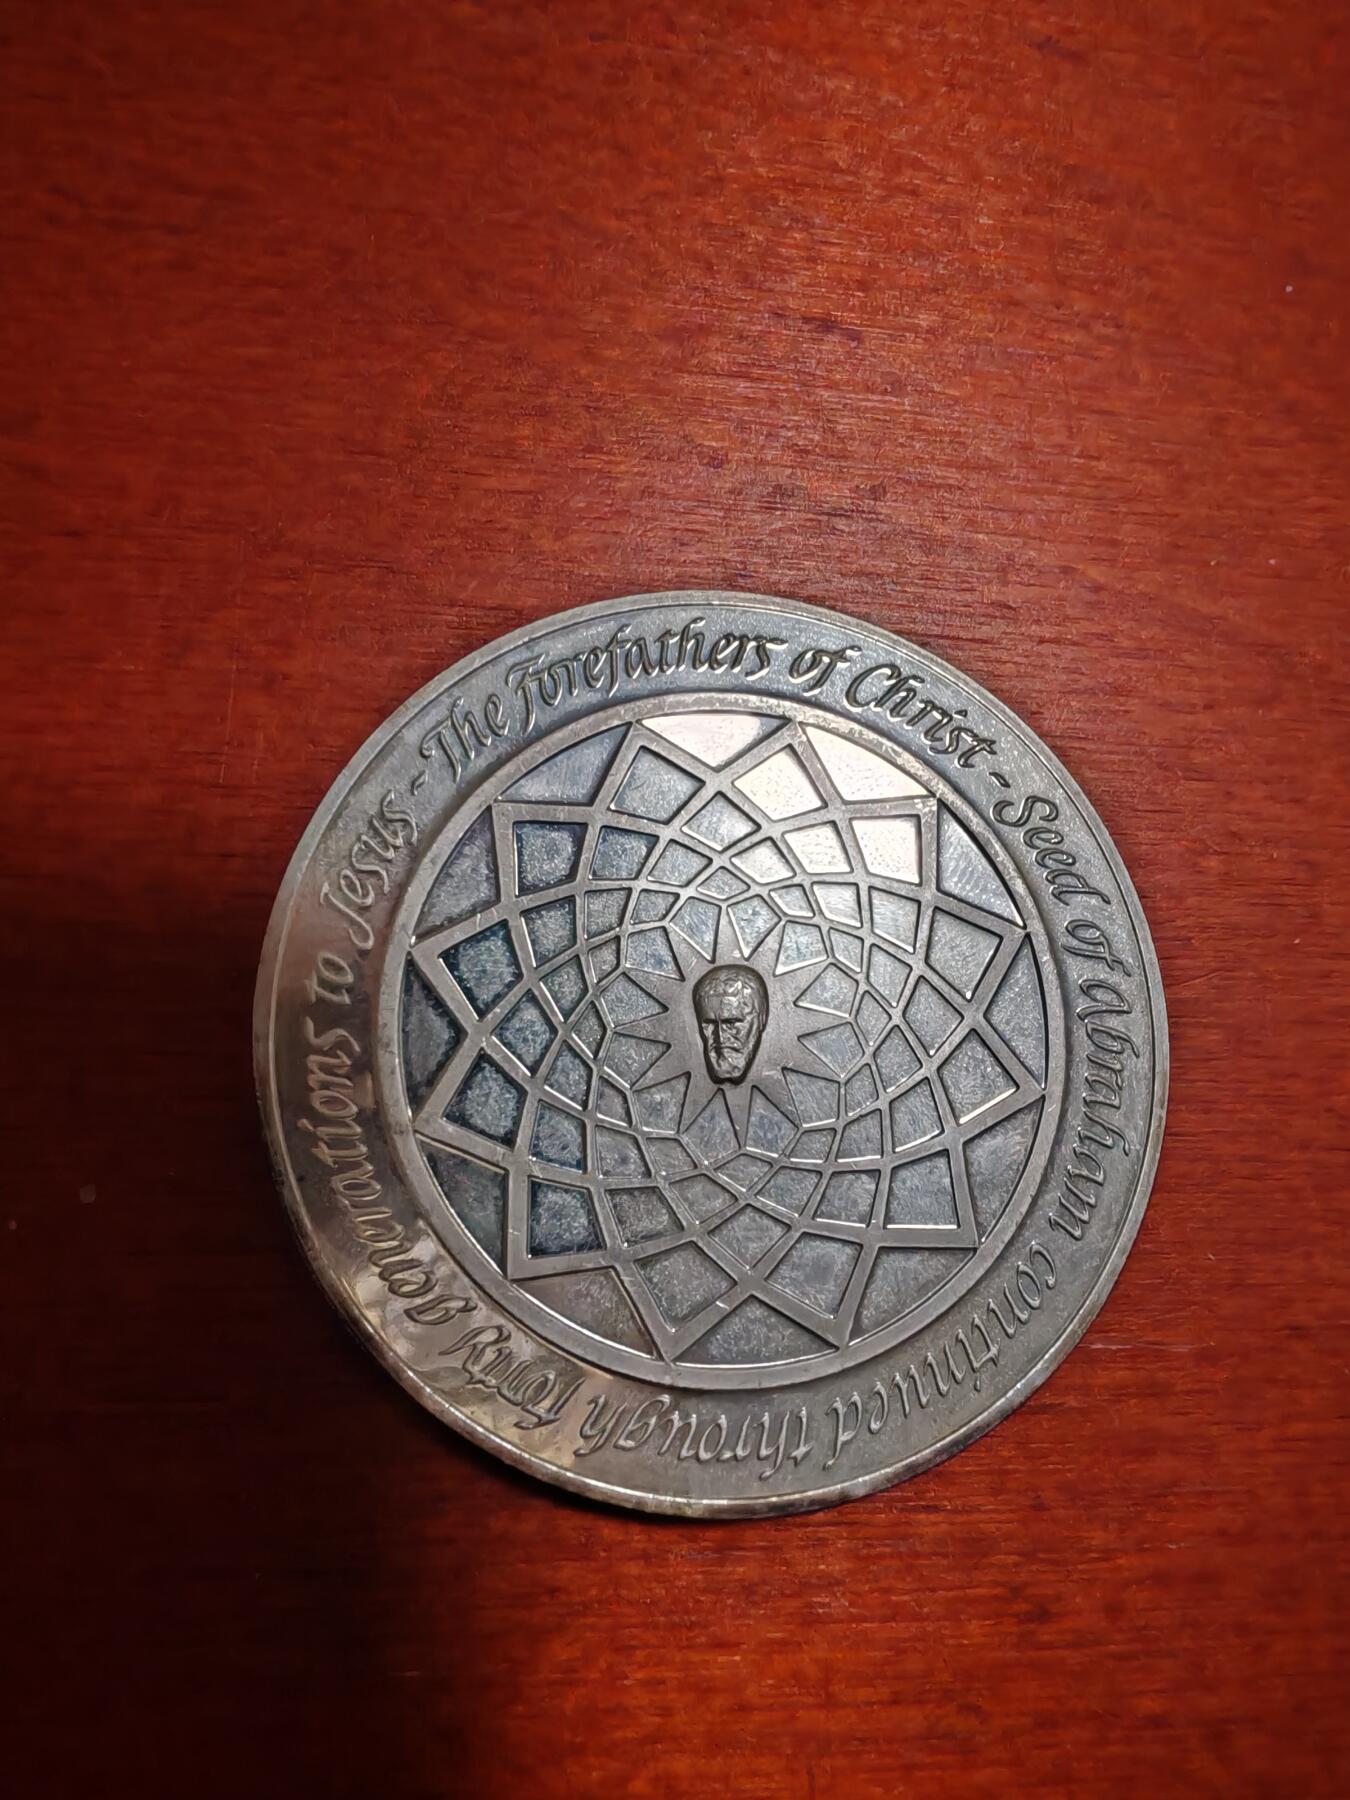 The Forefathers of Christ - Seed of Abraham continued through forty generations to Jesus -